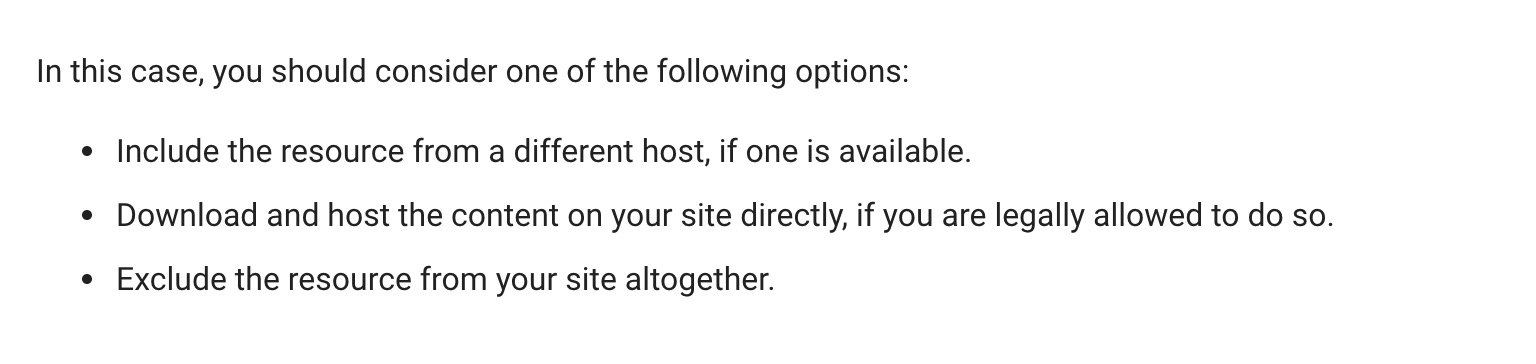 In this case, you should consider one of the following options:
• Include the resource from a different host, if one is available.
• Download and host the content on your site directly, if you are legally allowed to do so.
• Exclude the resource from your site altogether.